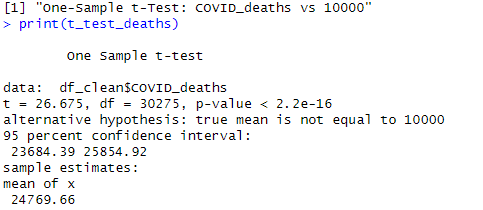 [1] "One-Sample t-Test: COVID_deaths vs 10000"
> print(t_test_deaths)
One Sample t-test
data:  df_clean$COVID_deaths
t = 26.675, df = 30275, p-value < 2.2e-16
alternative hypothesis: true mean is not equal to 10000
95 percent confidence interval:
 23684.39 25854.92
sample estimates:
mean of x
 24769.66